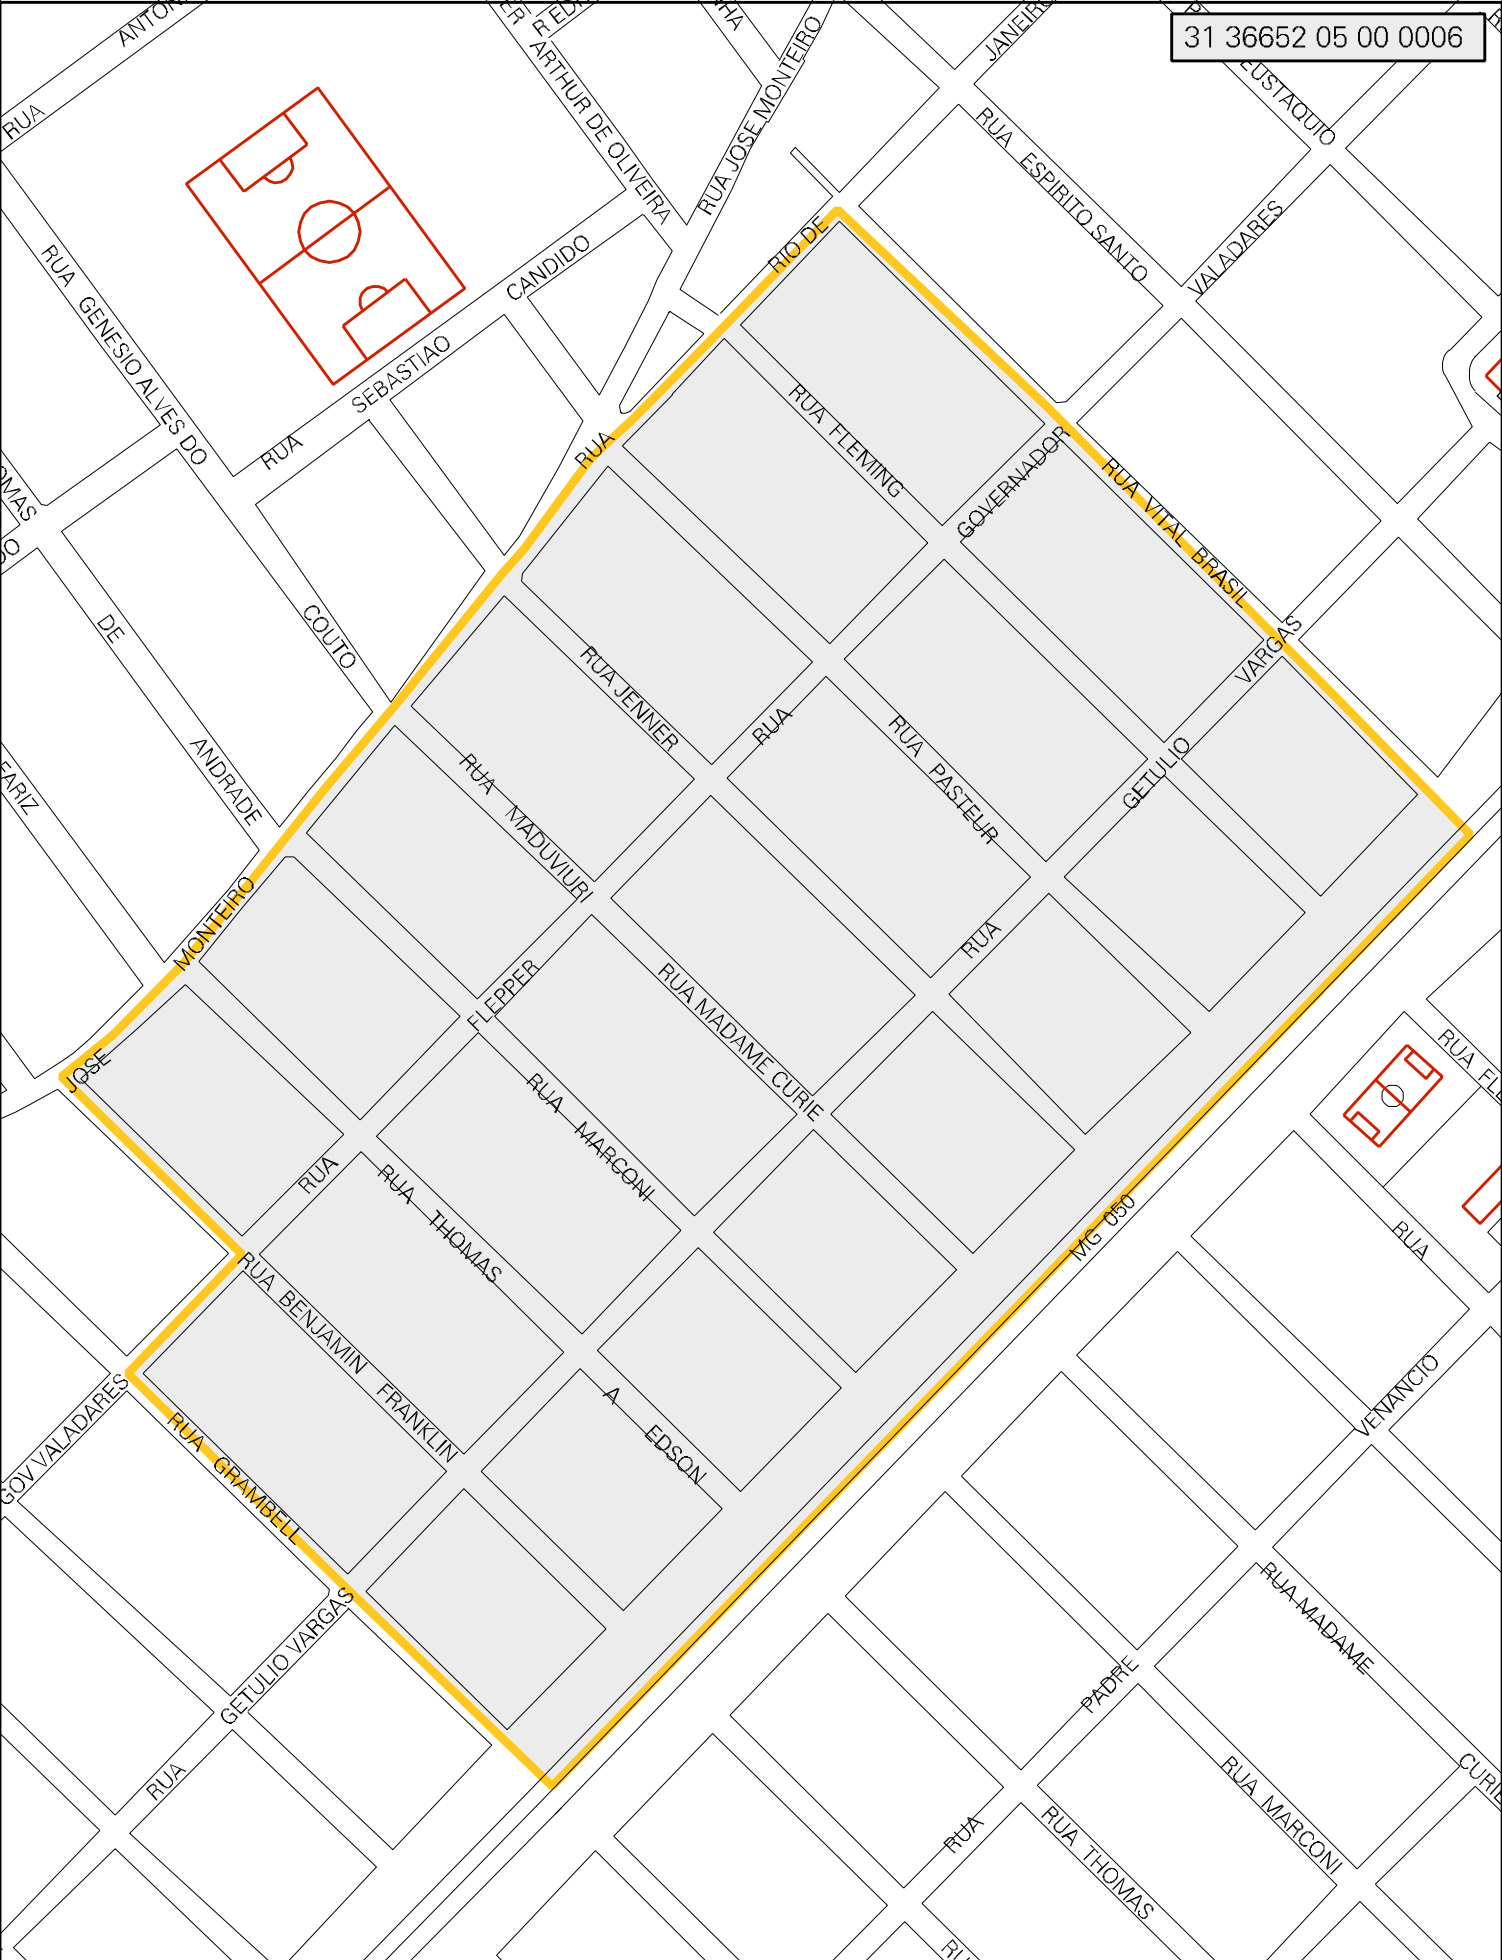 31 36652 05 00 0006
RUA
RUA ESPIRITO SANTO
JANEIRO
EUSTAQUIO
VALADARES
ARTHUR DE OLIVEIRA
RUA JOSE MONTEIRO
RUA GENESIO ALVES DO
COUTO
RUA
SEBASTIAO
CANDIDO
RUA
RIO DE
RUA FLEMING
GOVERNADOR
RUA VITAL BRASIL
DE
ANDRADE
RUA JENNER
RUA
RUA PASTEUR
GETULIO
VARGAS
RUA MADUVIURI
RUA
FLEPPER
RUA MADAME CURIE
JOSE
MONTEIRO
RUA MARCONI
RUA
RUA THOMAS
A EDSON
RUA BENJAMIN FRANKLIN
MG 050
GOV VALADARES
RUA GRAMBELL
RUA
GETULIO VARGAS
RUA
VENANCIO
RUA MADAME
PADRE
RUA
RUA MARCONI
RUA THOMAS